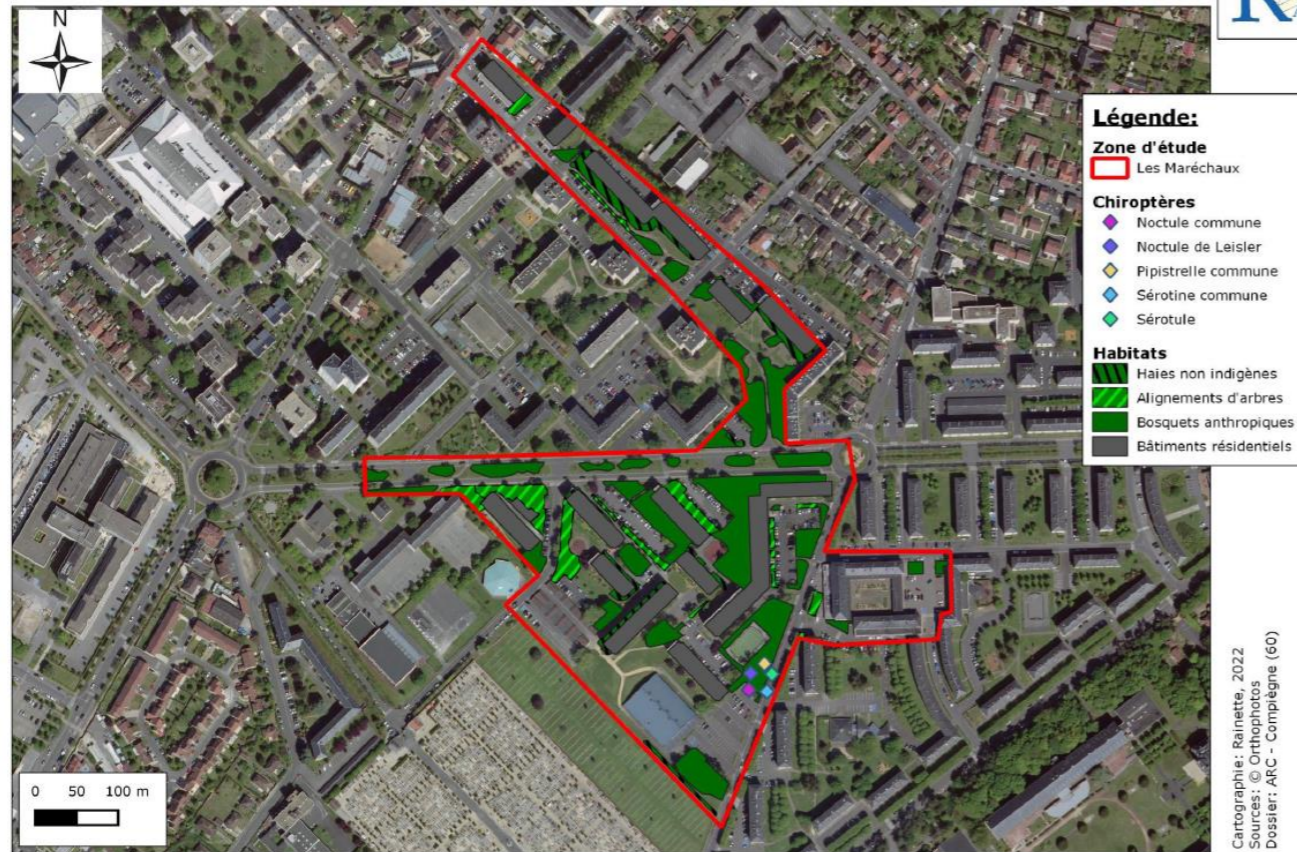 N
Légende:
Zone d'étude
Les Maréchaux
Chiroptères
Noctule commune
Noctule de Leisler
Pipistrelle commune
Sérotine commune
Sérotule
Habitats
Haies non indigènes
Alignements d'arbres
Bosquets anthropiques
Bâtiments résidentiels
0 50 100 m
Cartographie: Rainette, 2022
Sources: © Orthophotos
Dossier: ARC - Compiègne (60)